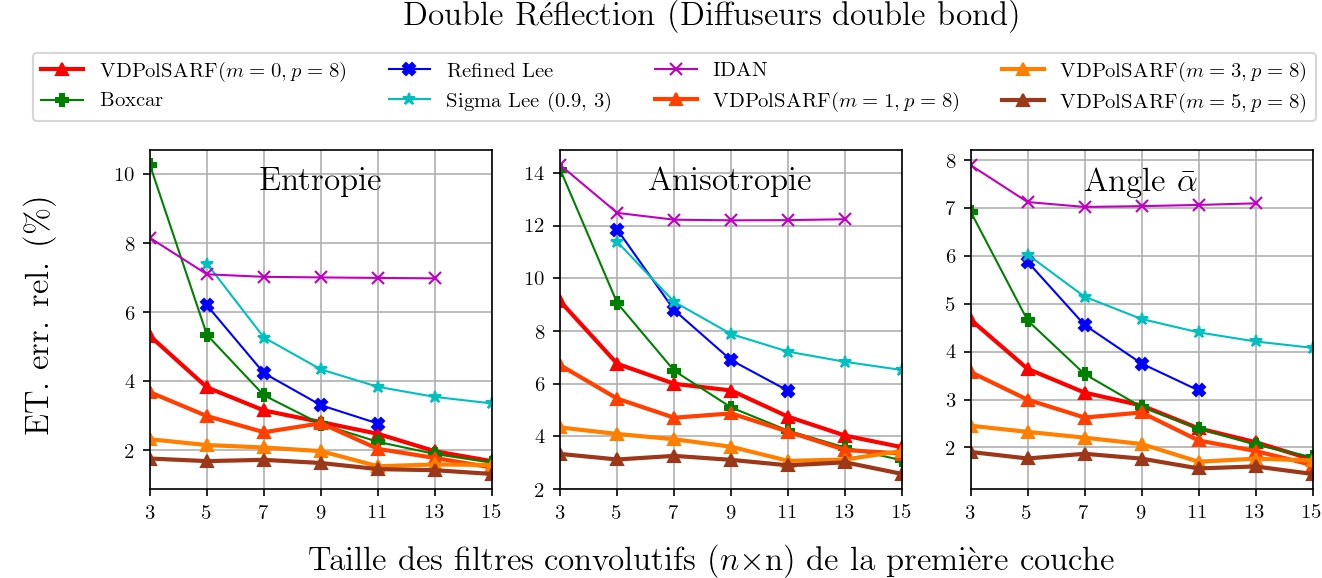 Double Réflection (Diffuseurs double bond)
VDPolSARF(m = 0, p = 8) Refined Lee IDAN VDPolSARF(m = 3, p = 8)
Boxcar Sigma Lee (0.9, 3) VDPolSARF(m = 1, p = 8) VDPolSARF(m = 5, p = 8)
ET. err. rel. (%)
Entropie
10
8
6
4
2
3 5 7 9 11 13 15
Anisotropie
14
12
10
8
6
4
2
3 5 7 9 11 13 15
Angle ᾱ
8
7
6
5
4
3
2
3 5 7 9 11 13 15
Taille des filtres convolutifs (n×n) de la première couche